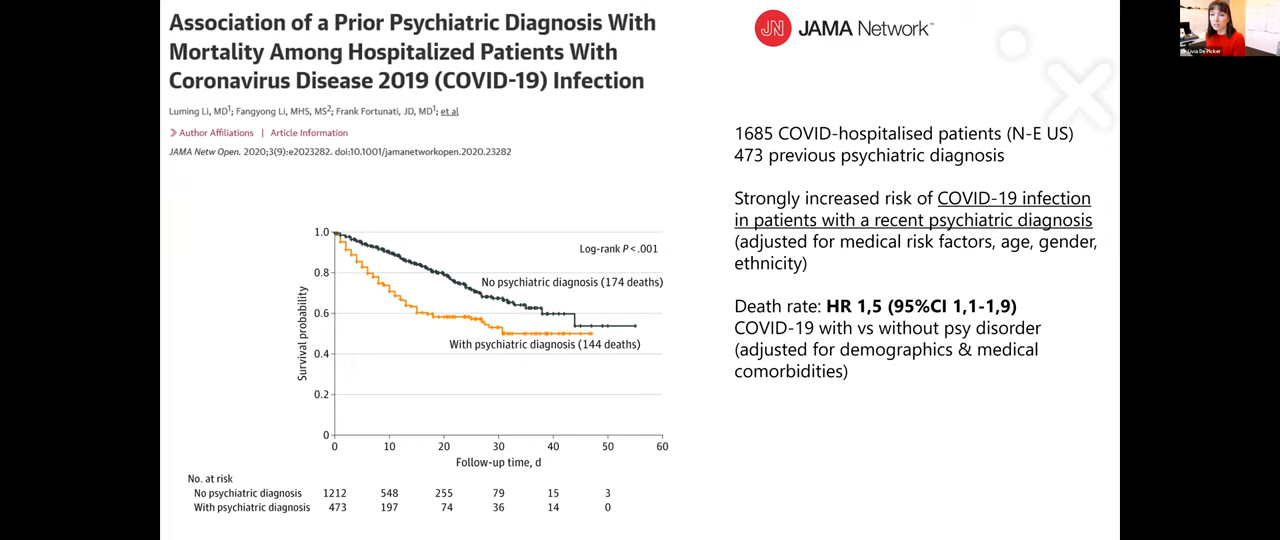 Association of a Prior Psychiatric Diagnosis With
Mortality Among Hospitalized Patients With
Coronavirus Disease 2019 (COVID-19) Infection
Luming Li, MD1; Fangyong Li, MHS, MS2; Frank Fortunati, JD, MD1; et al
» Author Affiliations | Article Information
JAMA Netw Open. 2020;3(9):e2023282. doi:10.1001/jamanetworkopen.2020.23282
JN JAMA Network™
1685 COVID-hospitalised patients (N-E US)
473 previous psychiatric diagnosis
Strongly increased risk of COVID-19 infection
in patients with a recent psychiatric diagnosis
(adjusted for medical risk factors, age, gender,
ethnicity)
Death rate: HR 1,5 (95%CI 1,1-1,9)
COVID-19 with vs without psy disorder
(adjusted for demographics & medical
comorbidities)
1.0
0.8
0.6
0.4
0.2
0
Survival probability
Log-rank P<.001
No psychiatric diagnosis (174 deaths)
With psychiatric diagnosis (144 deaths)
0 10 20 30 40 50 60
Follow-up time, d
No. at risk
No psychiatric diagnosis 1212 548 255 79 15 3
With psychiatric diagnosis 473 197 74 36 14 0
Livia De Picker